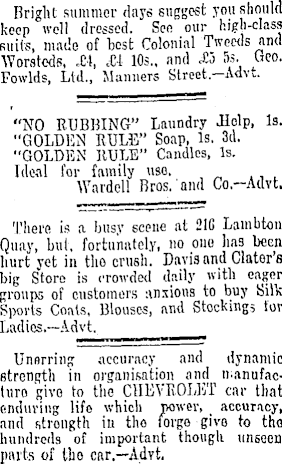 Bright summer days suggest you should
keep well dressed. See our high-class
suits, made of best Colonial Tweeds and
Worsteds, £4, £4 10s., and £5 5s. Geo.
Fowlds, Ltd., Manners Street.—Advt.
"NO RUBBING" Laundry Help, 1s.
"GOLDEN RULE" Soap, 1s. 3d.
"GOLDEN RULE" Candles, 1s.
Ideal for family use.
Wardell Bros. and Co.—Advt.
There is a busy scene at 216 Lambton
Quay, but, fortunately, no one has been
hurt yet in the crush. Davis and Clater's
big Store is crowded daily with eager
groups of customers anxious to buy Silk
Sports Coats, Blouses, and Stockings for
Ladies.—Advt.
Unerring accuracy and dynamic
strength in organisation and manufac-
ture give to the CHEVROLET car that
enduring life which power, accuracy,
and strength in the forge give to the
hundreds of important though unseen
parts of the car.—Advt.